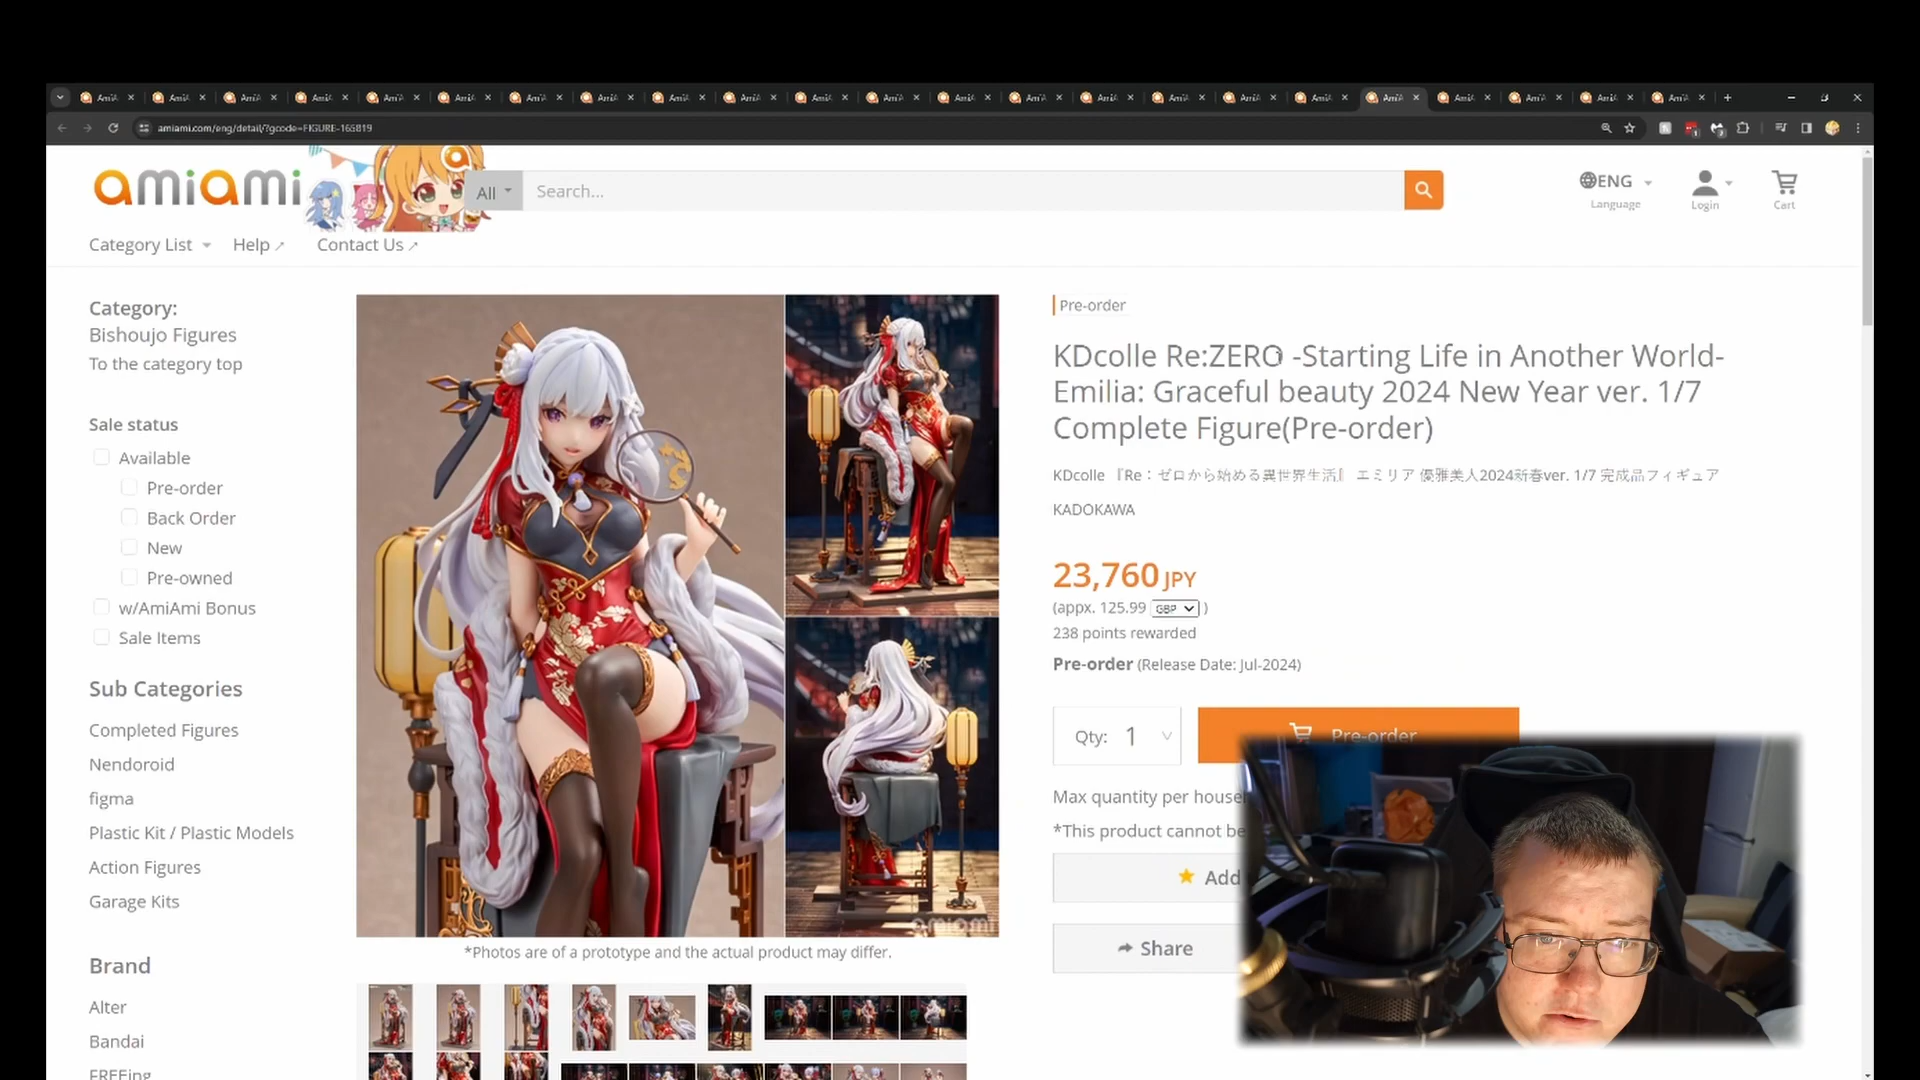 amiami.com/eng/detail/?gcode=FIGURE-165819
amiami
All
Search...
ENG
Language
Login
Cart
Category List
Help
Contact Us
Category:
Bishoujo Figures
To the category top
Sale status
Available
Pre-order
Back Order
New
Pre-owned
w/AmiAmi Bonus
Sale Items
Sub Categories
Completed Figures
Nendoroid
figma
Plastic Kit / Plastic Models
Action Figures
Garage Kits
Brand
Alter
Bandai
FREEing
amiami
*Photos are of a prototype and the actual product may differ.
Pre-order
KDcolle Re:ZERO -Starting Life in Another World-
Emilia: Graceful beauty 2024 New Year ver. 1/7
Complete Figure(Pre-order)
KDcolle 『Re：ゼロから始める異世界生活』 エミリア 優雅美人2024新春ver. 1/7 完成品フィギュア
KADOKAWA
23,760 JPY
(appx. 125.99 GBP )
238 points rewarded
Pre-order (Release Date: Jul-2024)
Qty: 1
Pre-order
Max quantity per
*This product cannot be
Add
Share